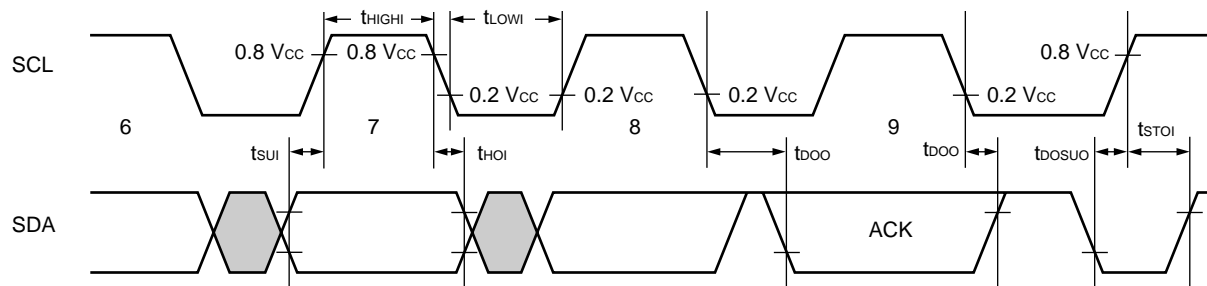 tHIGHI tLOWI
SCL 0.8 VCC 0.8 VCC 0.8 VCC
0.2 VCC 0.2 VCC 0.2 VCC 0.2 VCC
6 7 8 9
tSUI tHOI tDOO tDOO tDOSUO tSTOI
SDA ACK